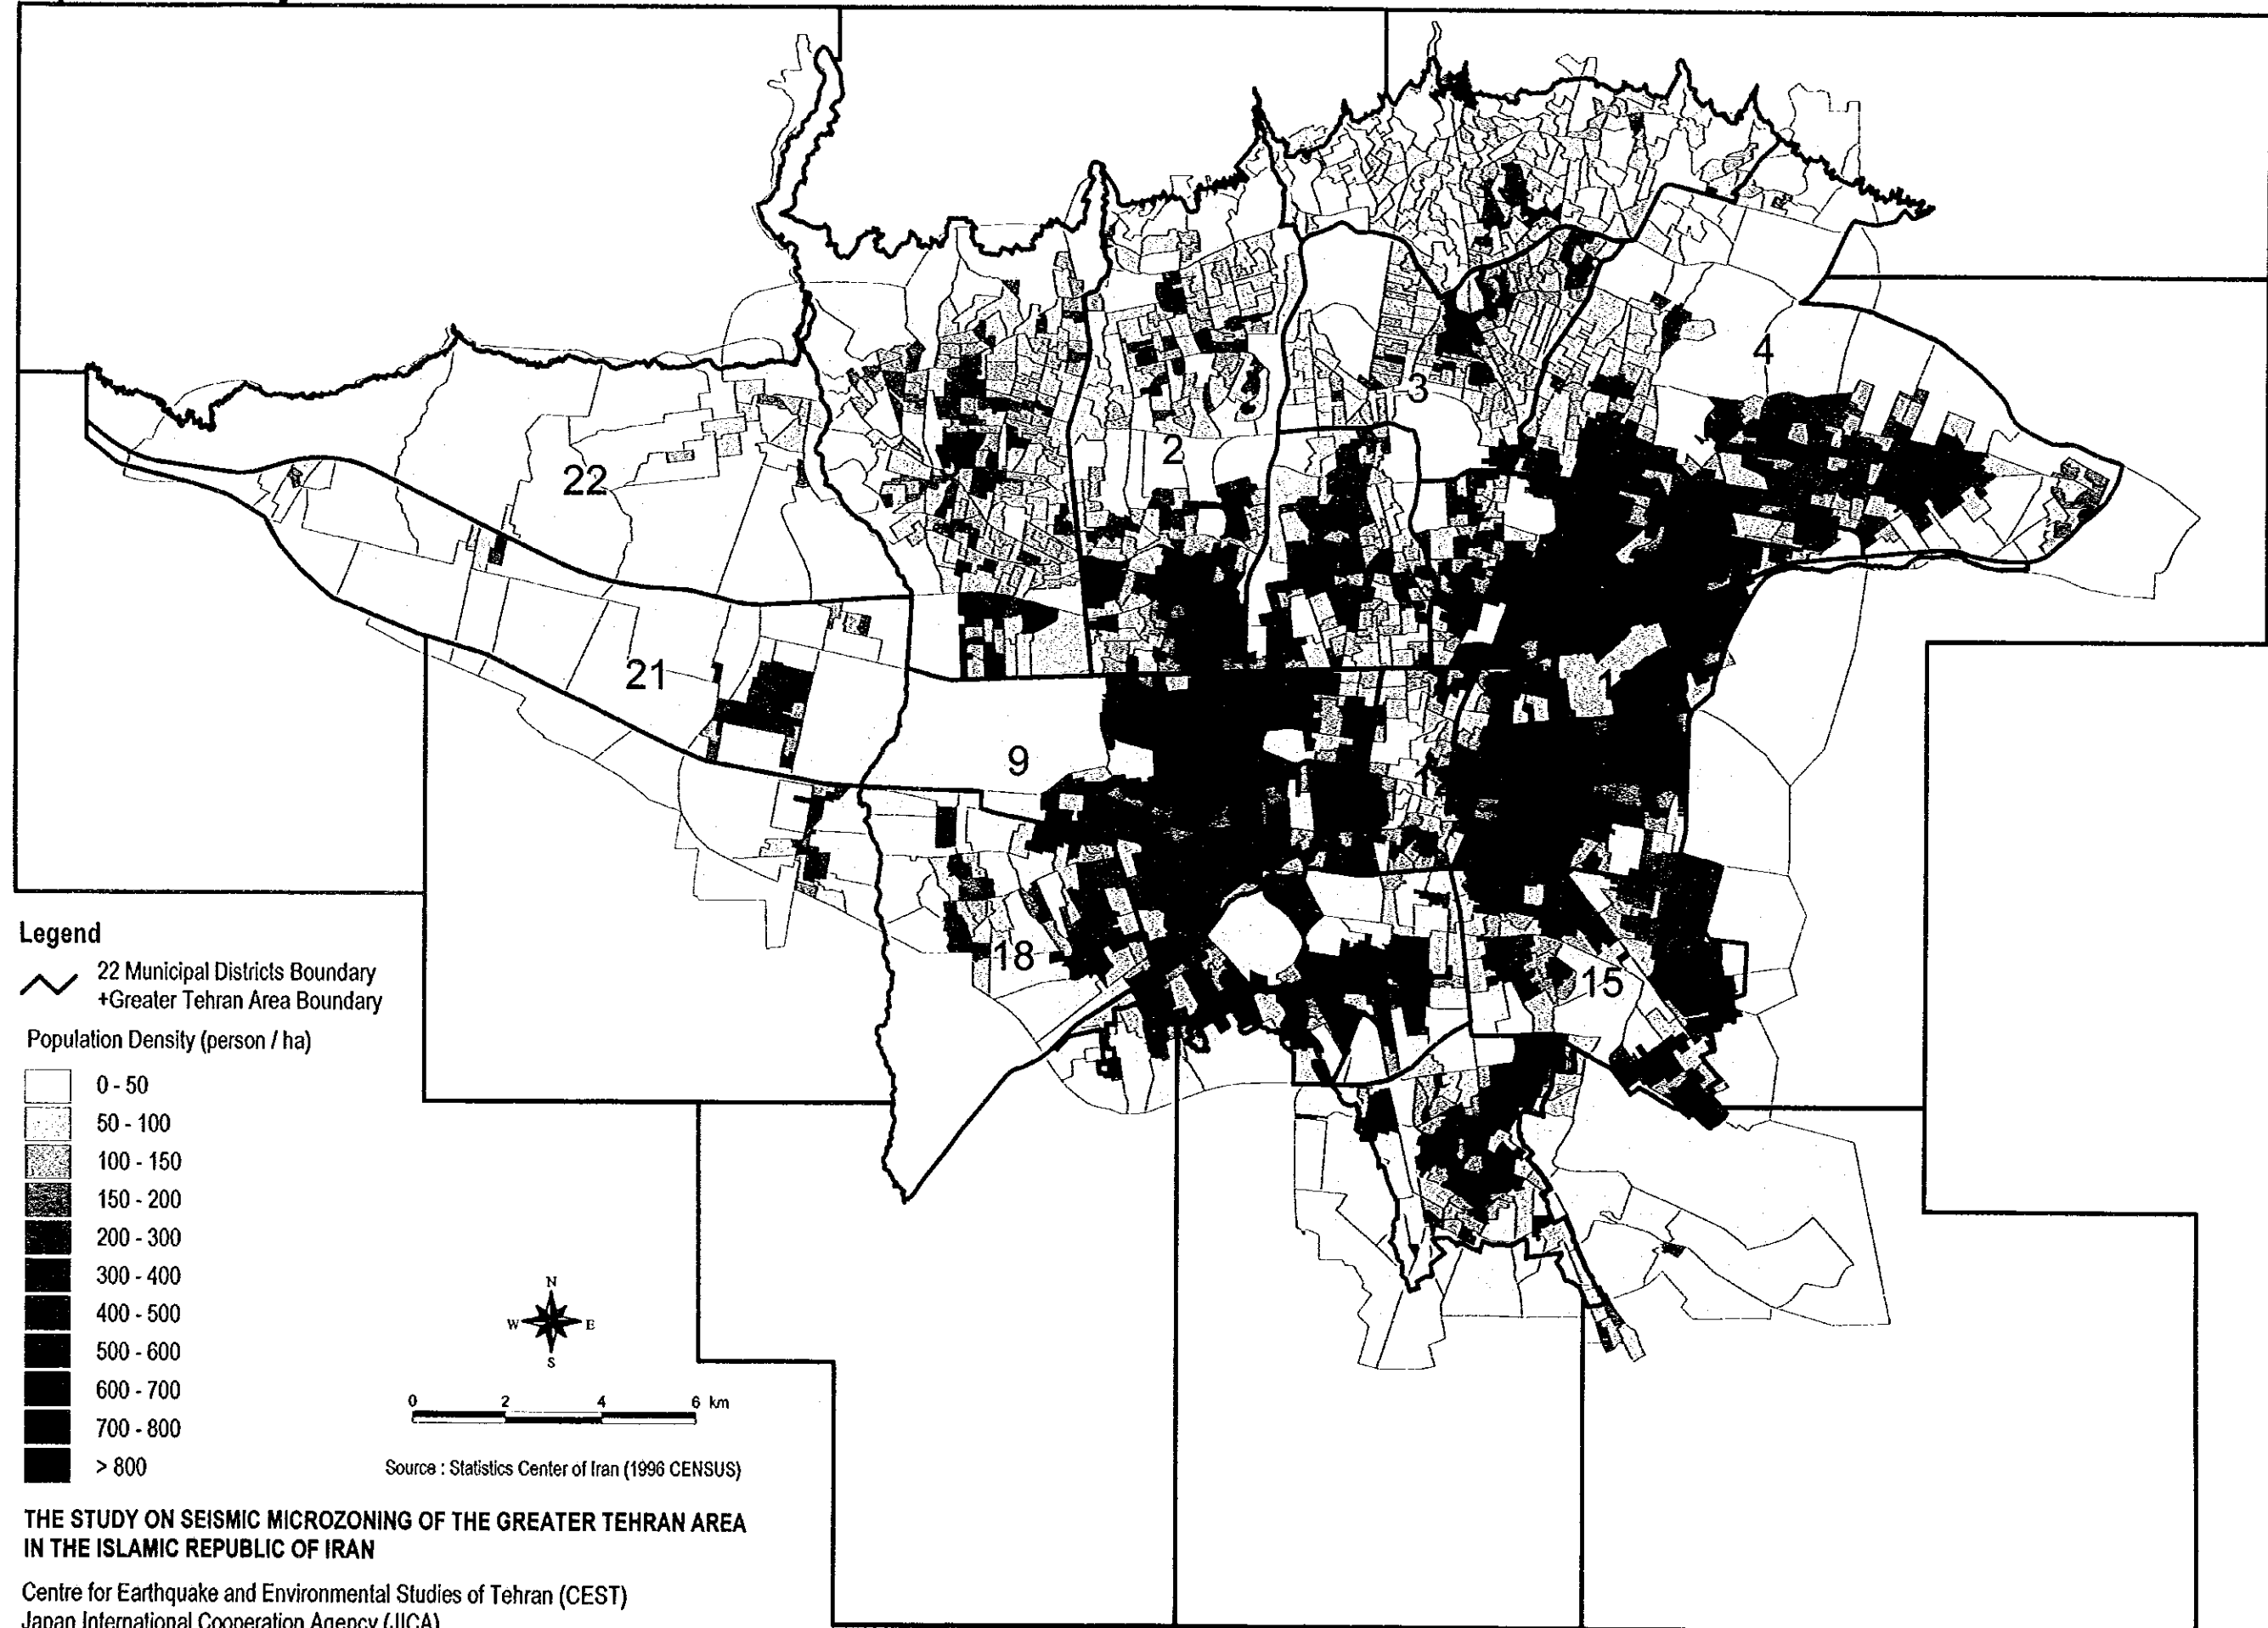 4
3
2
22
21
1
9
18
15
Legend
22 Municipal Districts Boundary
+Greater Tehran Area Boundary
Population Density (person / ha)
0 - 50
50 - 100
100 - 150
150 - 200
200 - 300
300 - 400
400 - 500
500 - 600
600 - 700
700 - 800
> 800
N
W E
S
0 2 4 6 km
Source : Statistics Center of Iran (1996 CENSUS)
THE STUDY ON SEISMIC MICROZONING OF THE GREATER TEHRAN AREA
IN THE ISLAMIC REPUBLIC OF IRAN
Centre for Earthquake and Environmental Studies of Tehran (CEST)
Japan International Cooperation Agency (JICA)